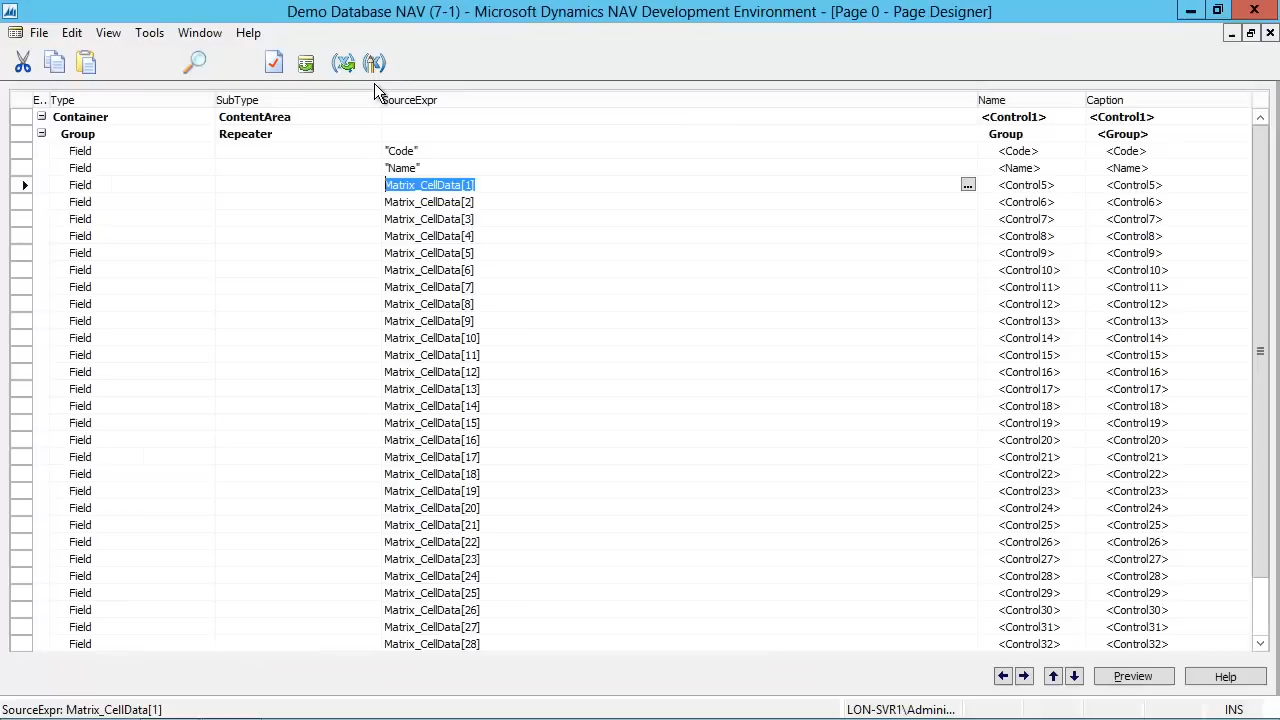 Demo Database NAV (7-1) - Microsoft Dynamics NAV Development Environment - [Page 0 - Page Designer]
File Edit View Tools Window Help
E.. Type SubType SourceExpr Name Caption
Container ContentArea <Control1> <Control1>
Group Repeater Group <Group>
Field "Code" <Code> <Code>
Field "Name" <Name> <Name>
Field Matrix_CellData[1] ... <Control5> <Control5>
Field Matrix_CellData[2] <Control6> <Control6>
Field Matrix_CellData[3] <Control7> <Control7>
Field Matrix_CellData[4] <Control8> <Control8>
Field Matrix_CellData[5] <Control9> <Control9>
Field Matrix_CellData[6] <Control10> <Control10>
Field Matrix_CellData[7] <Control11> <Control11>
Field Matrix_CellData[8] <Control12> <Control12>
Field Matrix_CellData[9] <Control13> <Control13>
Field Matrix_CellData[10] <Control14> <Control14>
Field Matrix_CellData[11] <Control15> <Control15>
Field Matrix_CellData[12] <Control16> <Control16>
Field Matrix_CellData[13] <Control17> <Control17>
Field Matrix_CellData[14] <Control18> <Control18>
Field Matrix_CellData[15] <Control19> <Control19>
Field Matrix_CellData[16] <Control20> <Control20>
Field Matrix_CellData[17] <Control21> <Control21>
Field Matrix_CellData[18] <Control22> <Control22>
Field Matrix_CellData[19] <Control23> <Control23>
Field Matrix_CellData[20] <Control24> <Control24>
Field Matrix_CellData[21] <Control25> <Control25>
Field Matrix_CellData[22] <Control26> <Control26>
Field Matrix_CellData[23] <Control27> <Control27>
Field Matrix_CellData[24] <Control28> <Control28>
Field Matrix_CellData[25] <Control29> <Control29>
Field Matrix_CellData[26] <Control30> <Control30>
Field Matrix_CellData[27] <Control31> <Control31>
Field Matrix_CellData[28] <Control32> <Control32>
Preview Help
SourceExpr: Matrix_CellData[1] LON-SVR1\Admini... INS